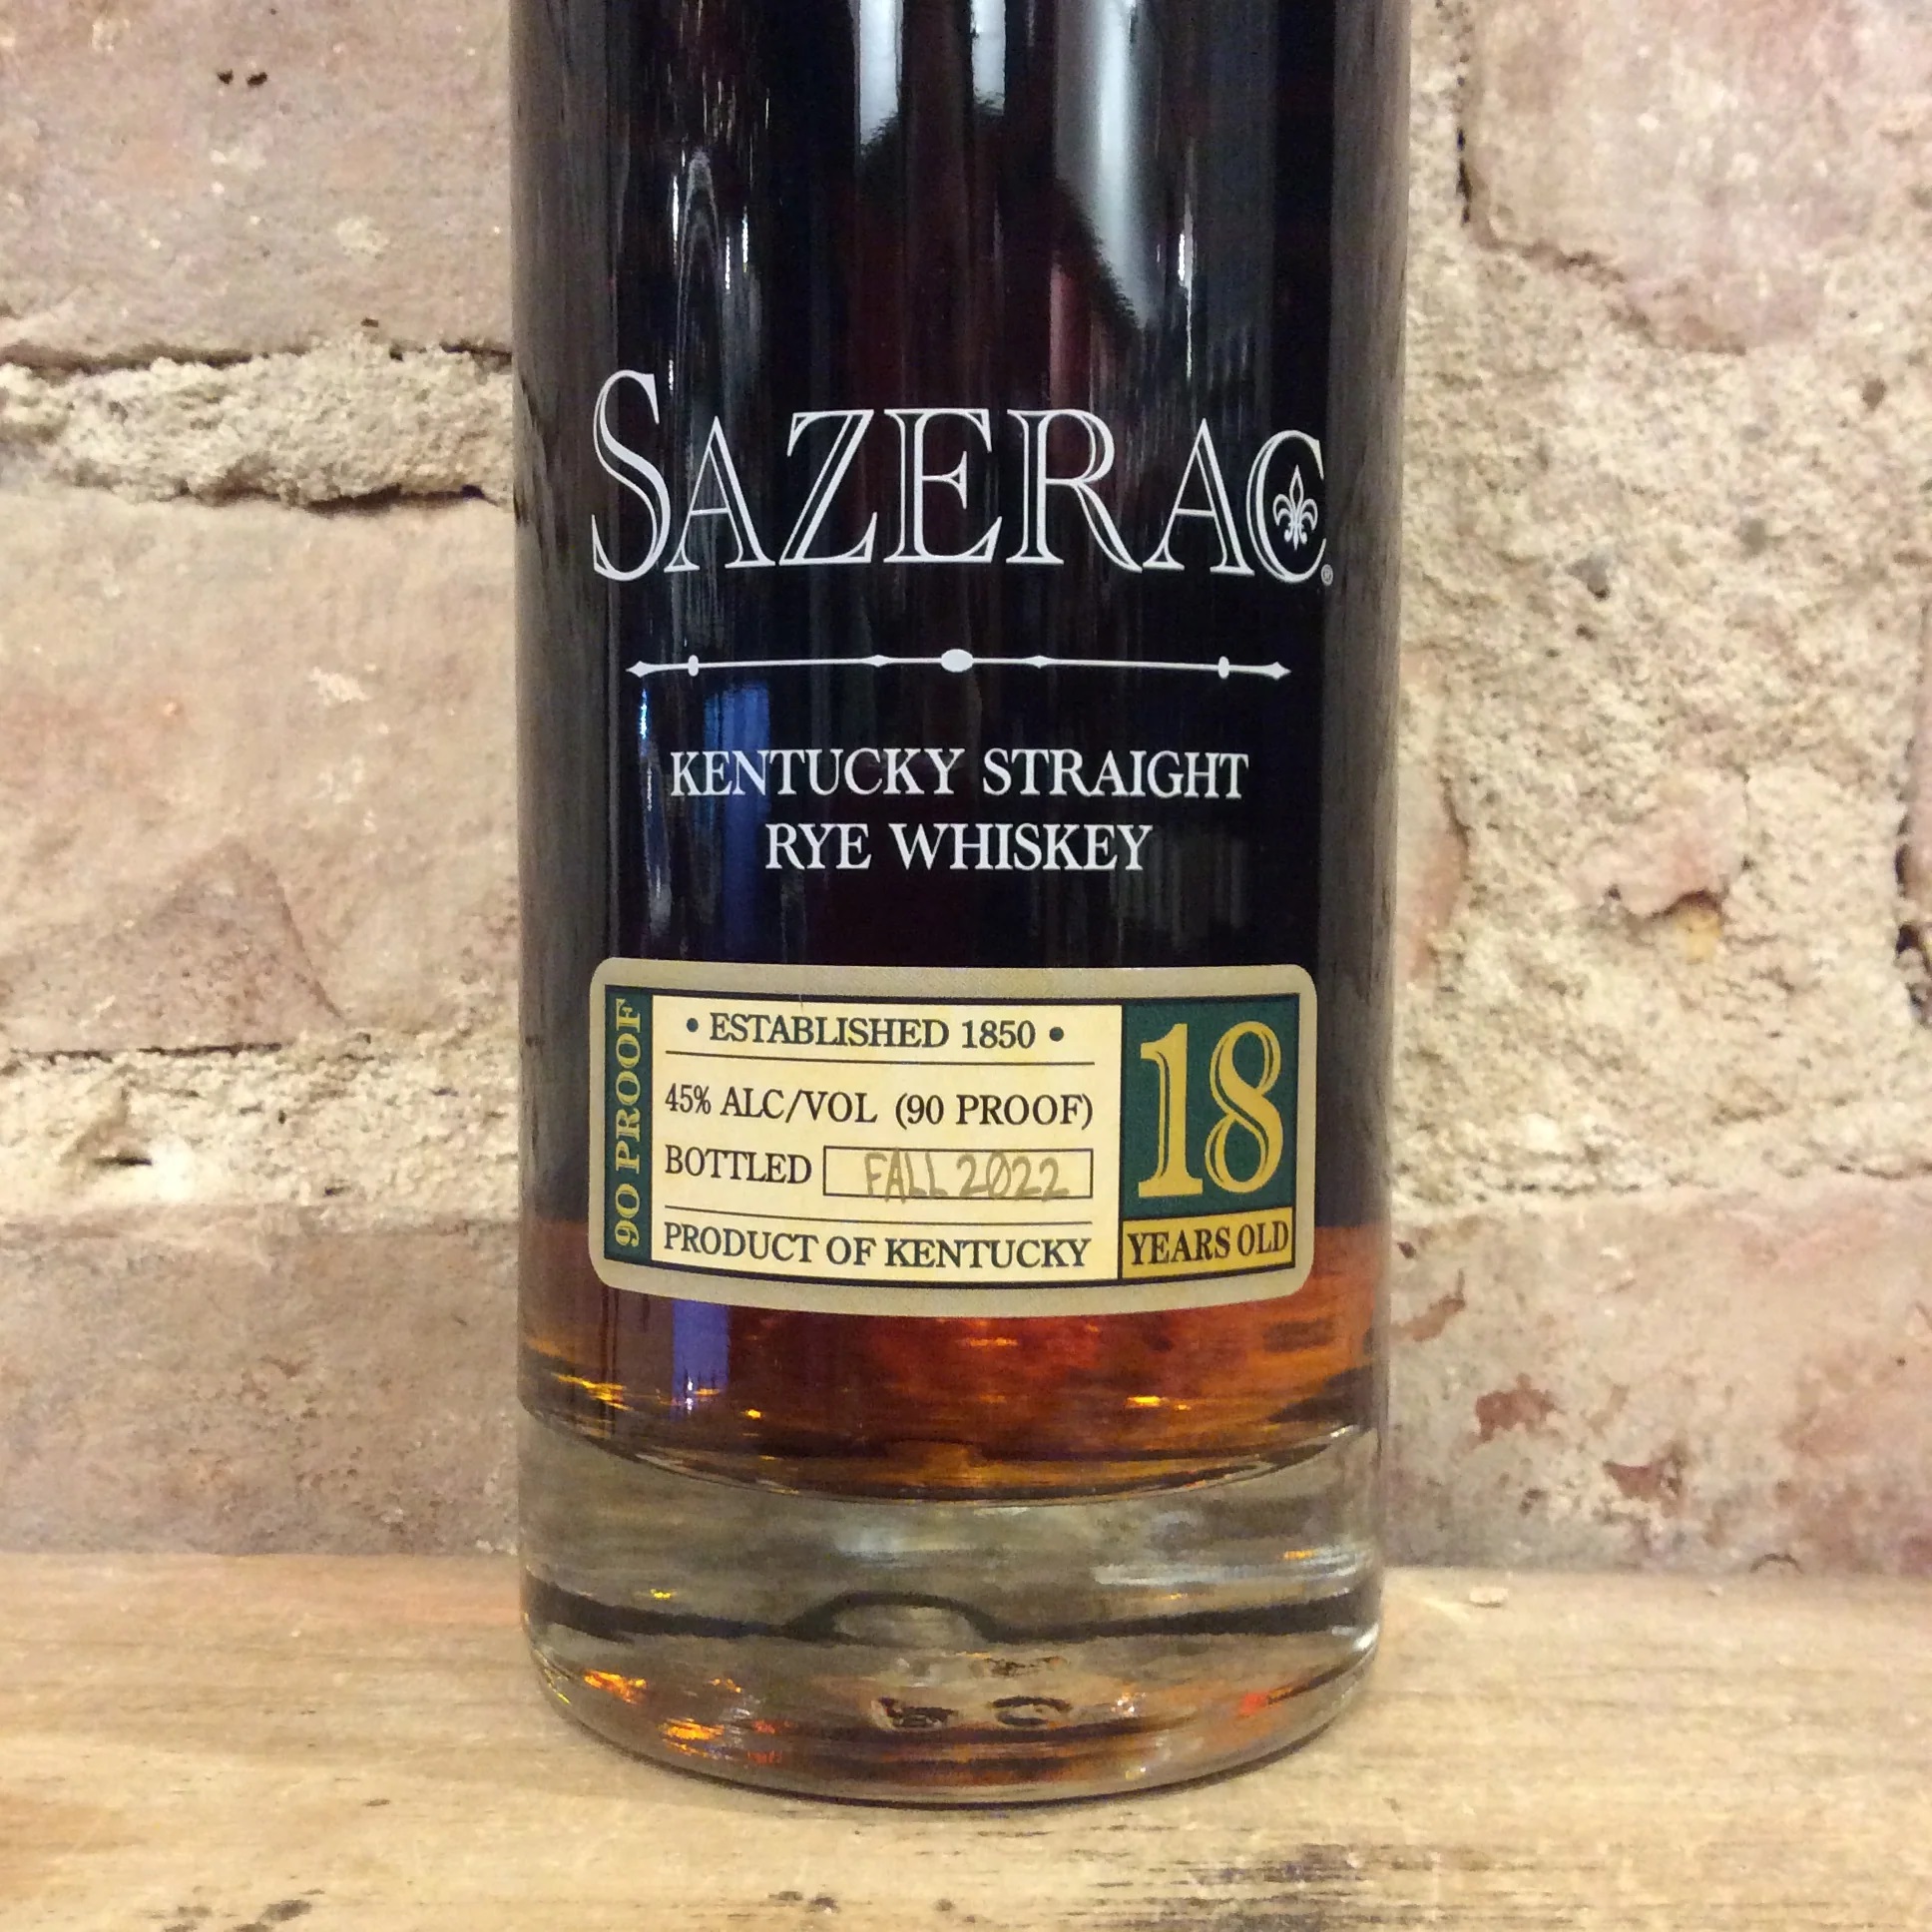 SAZERAC®
KENTUCKY STRAIGHT
RYE WHISKEY
90 PROOF
• ESTABLISHED 1850 •
45% ALC/VOL (90 PROOF)
BOTTLED FALL 2022
PRODUCT OF KENTUCKY
18
YEARS OLD